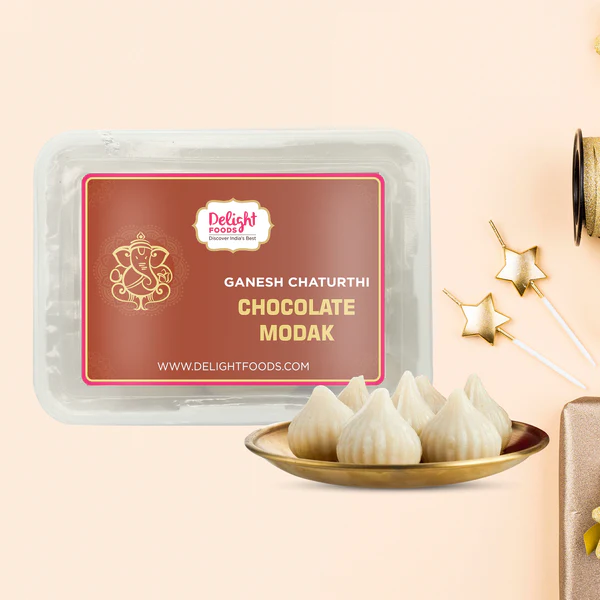 Delight
FOODS
Discover India's Best
GANESH CHATURTHI
CHOCOLATE
MODAK
WWW.DELIGHTFOODS.COM